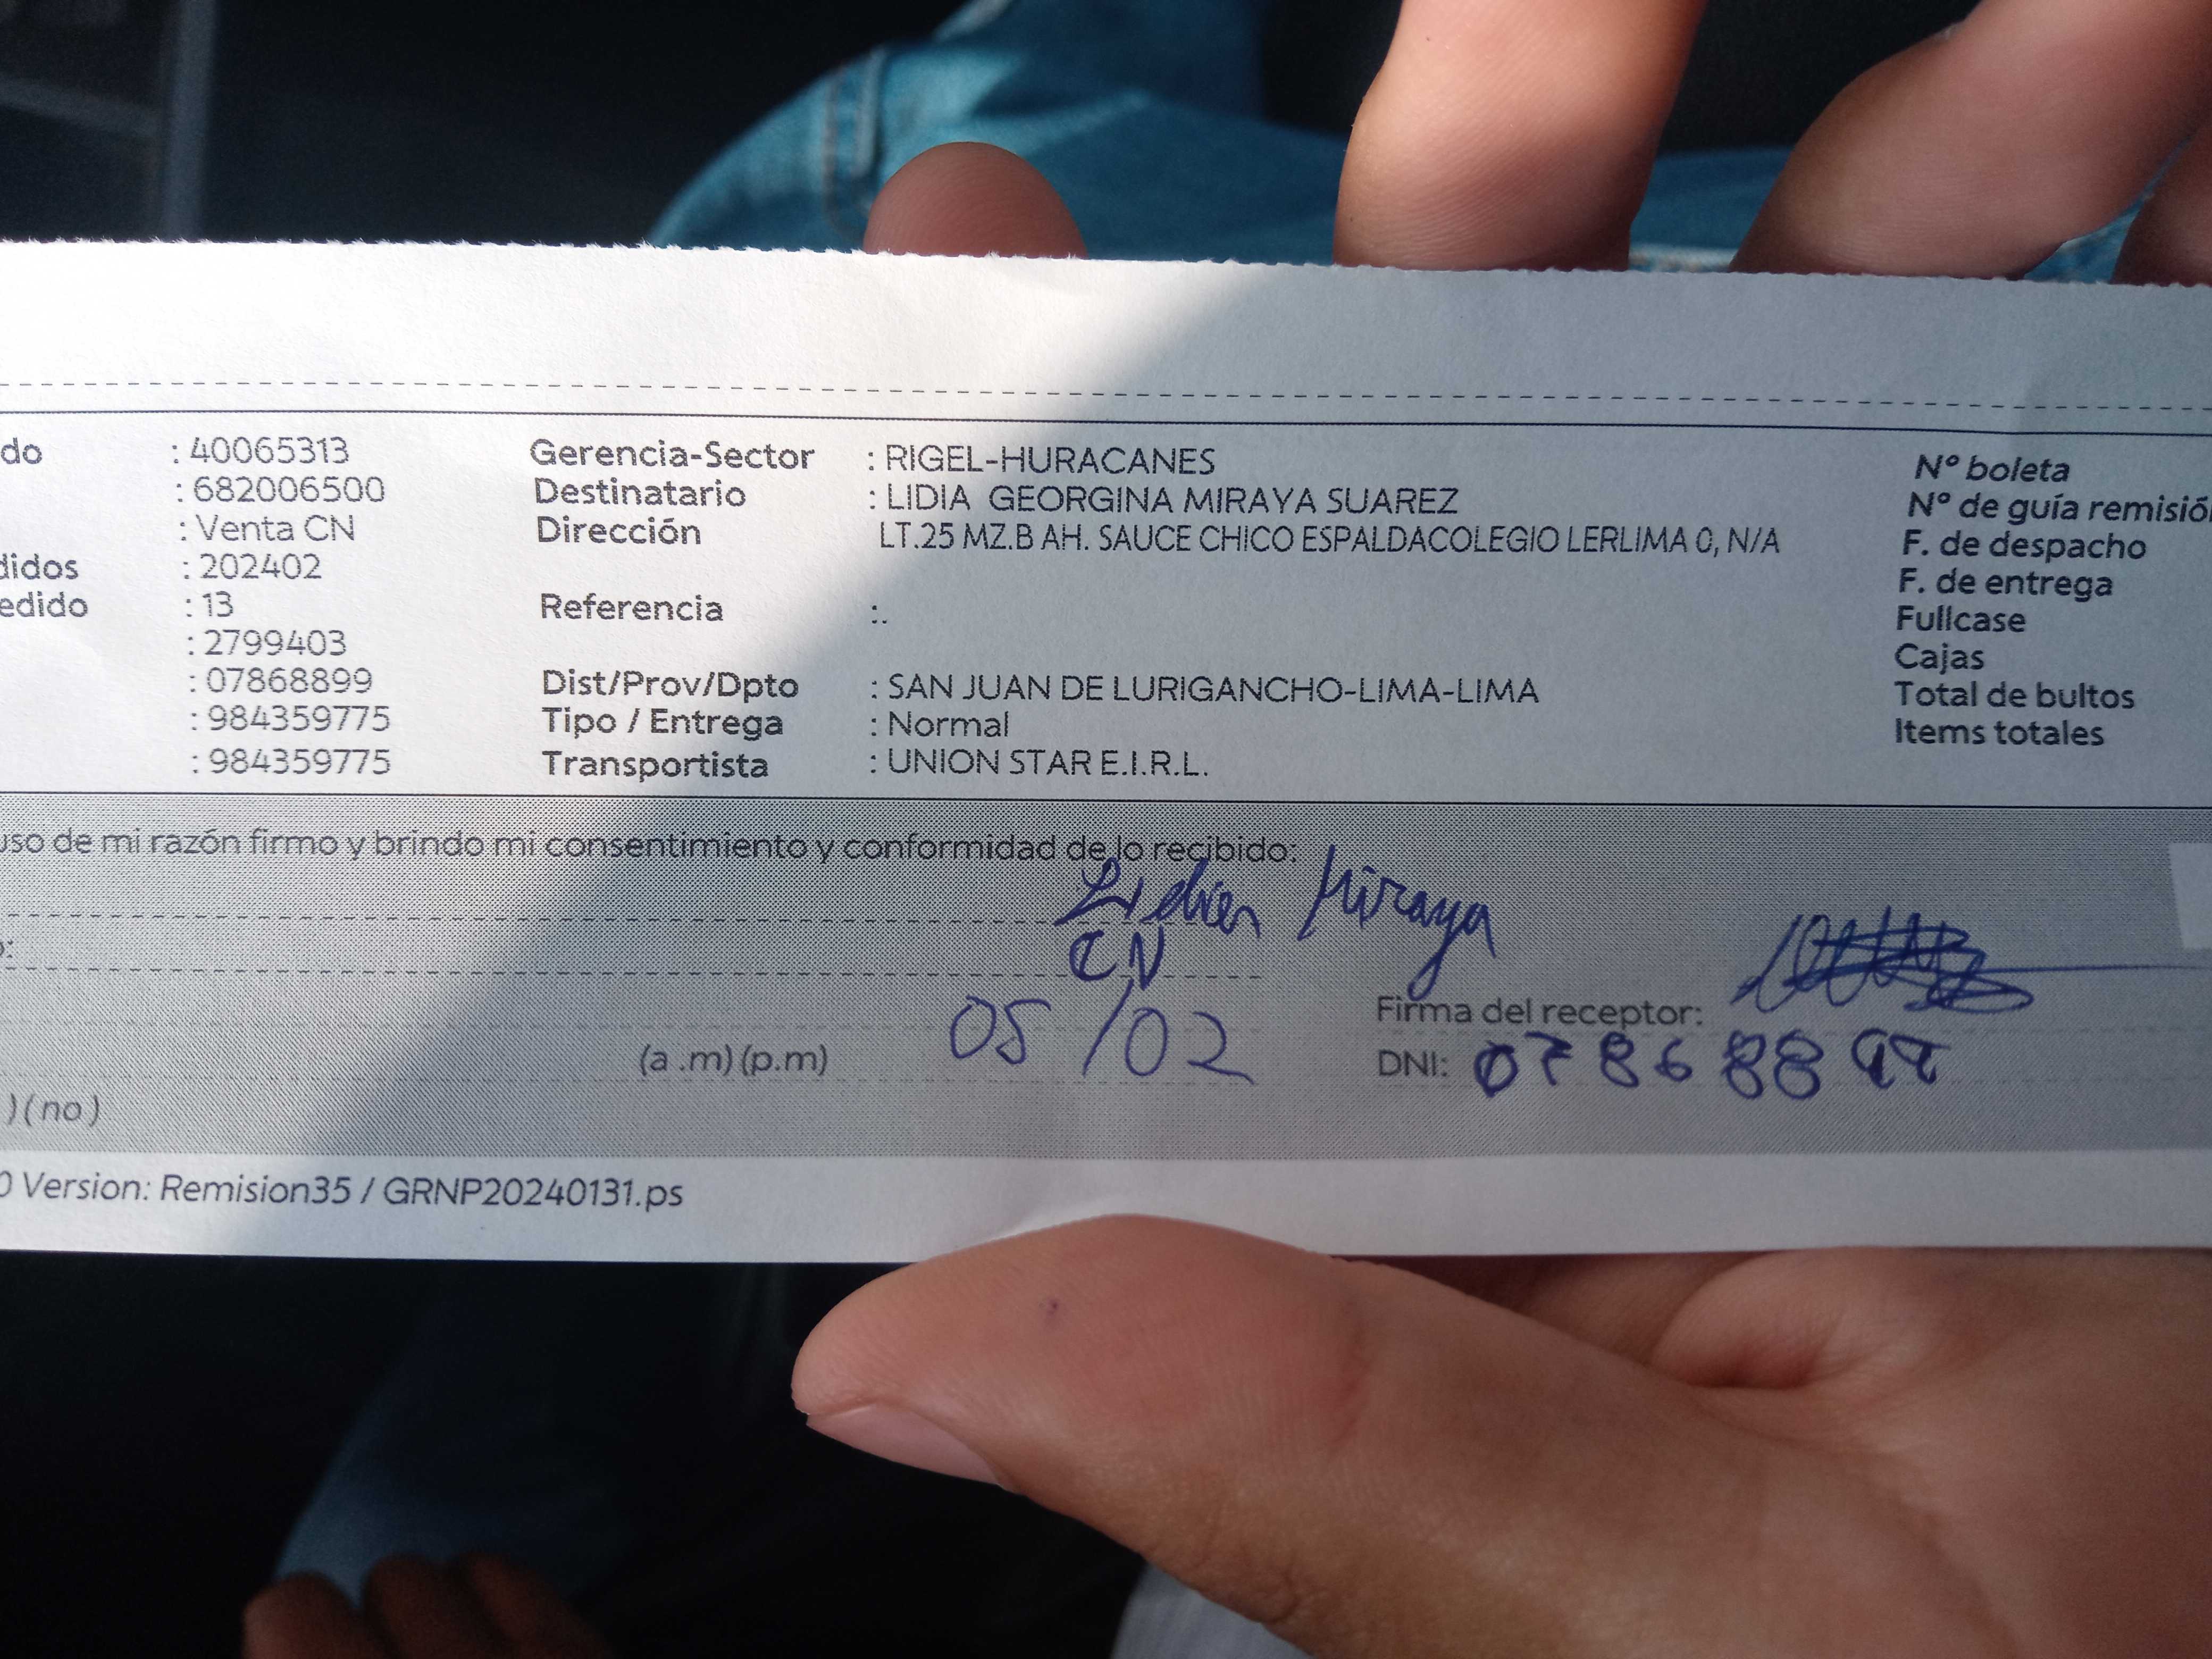 do : 40065313 Gerencia-Sector : RIGEL-HURACANES Nº boleta
: 682006500 Destinatario : LIDIA GEORGINA MIRAYA SUAREZ Nº de guía remisió
: Venta CN Dirección LT.25 MZ.B AH. SAUCE CHICO ESPALDACOLEGIO LERLIMA 0, N/A F. de despacho
didos : 202402 F. de entrega
edido : 13 Referencia :. Fullcase
: 2799403 Cajas
: 07868899 Dist/Prov/Dpto : SAN JUAN DE LURIGANCHO-LIMA-LIMA Total de bultos
: 984359775 Tipo / Entrega : Normal Items totales
: 984359775 Transportista : UNION STAR E.I.R.L.
uso de mi razón firmo y brindo mi consentimiento y conformidad de lo recibido:
Lidia Miraya
o: CN
Firma del receptor:
(a .m) (p.m) 05/02 DNI: 07868899
) ( no )
0 Version: Remision35 / GRNP20240131.ps